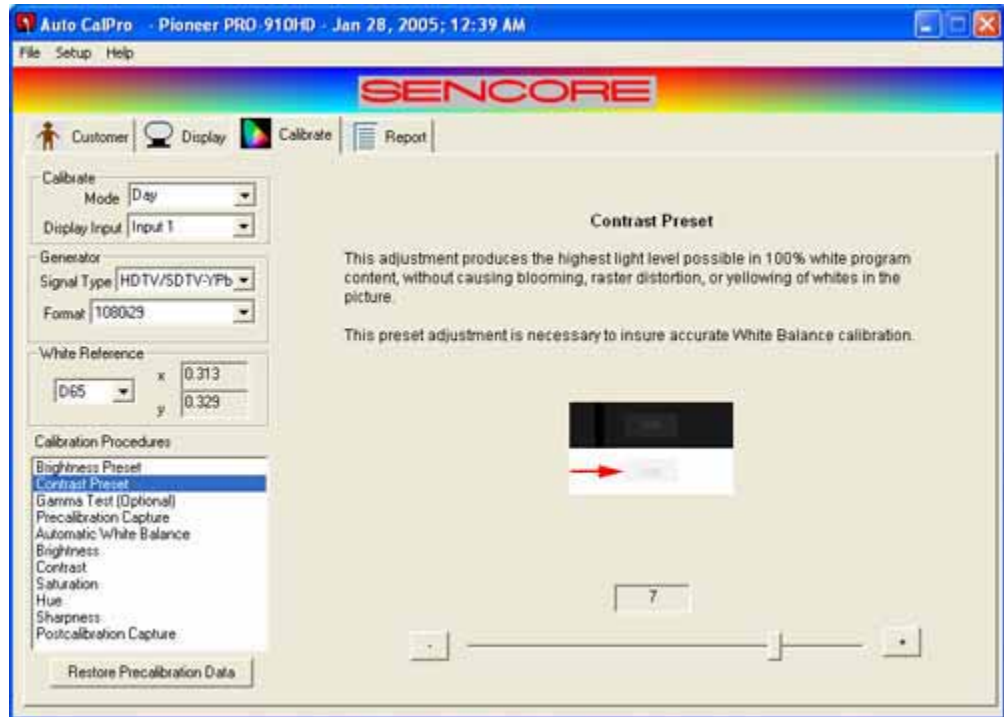 Auto CalPro - Pioneer PRO-910HD - Jan 28, 2005; 12:39 AM
File Setup Help
SENCORE
Customer Display Calibrate Report
Calibrate
Mode Day
Display Input Input 1
Generator
Signal Type HDTV/SDTV-YPb
Format 1080i29
White Reference
D65
x 0.313
y 0.329
Calibration Procedures
Brightness Preset
Contrast Preset
Gamma Test (Optional)
Precalibration Capture
Automatic White Balance
Brightness
Contrast
Saturation
Hue
Sharpness
Postcalibration Capture
Restore Precalibration Data
Contrast Preset
This adjustment produces the highest light level possible in 100% white program
content, without causing blooming, raster distortion, or yellowing of whites in the
picture.
This preset adjustment is necessary to insure accurate White Balance calibration.
7
- +